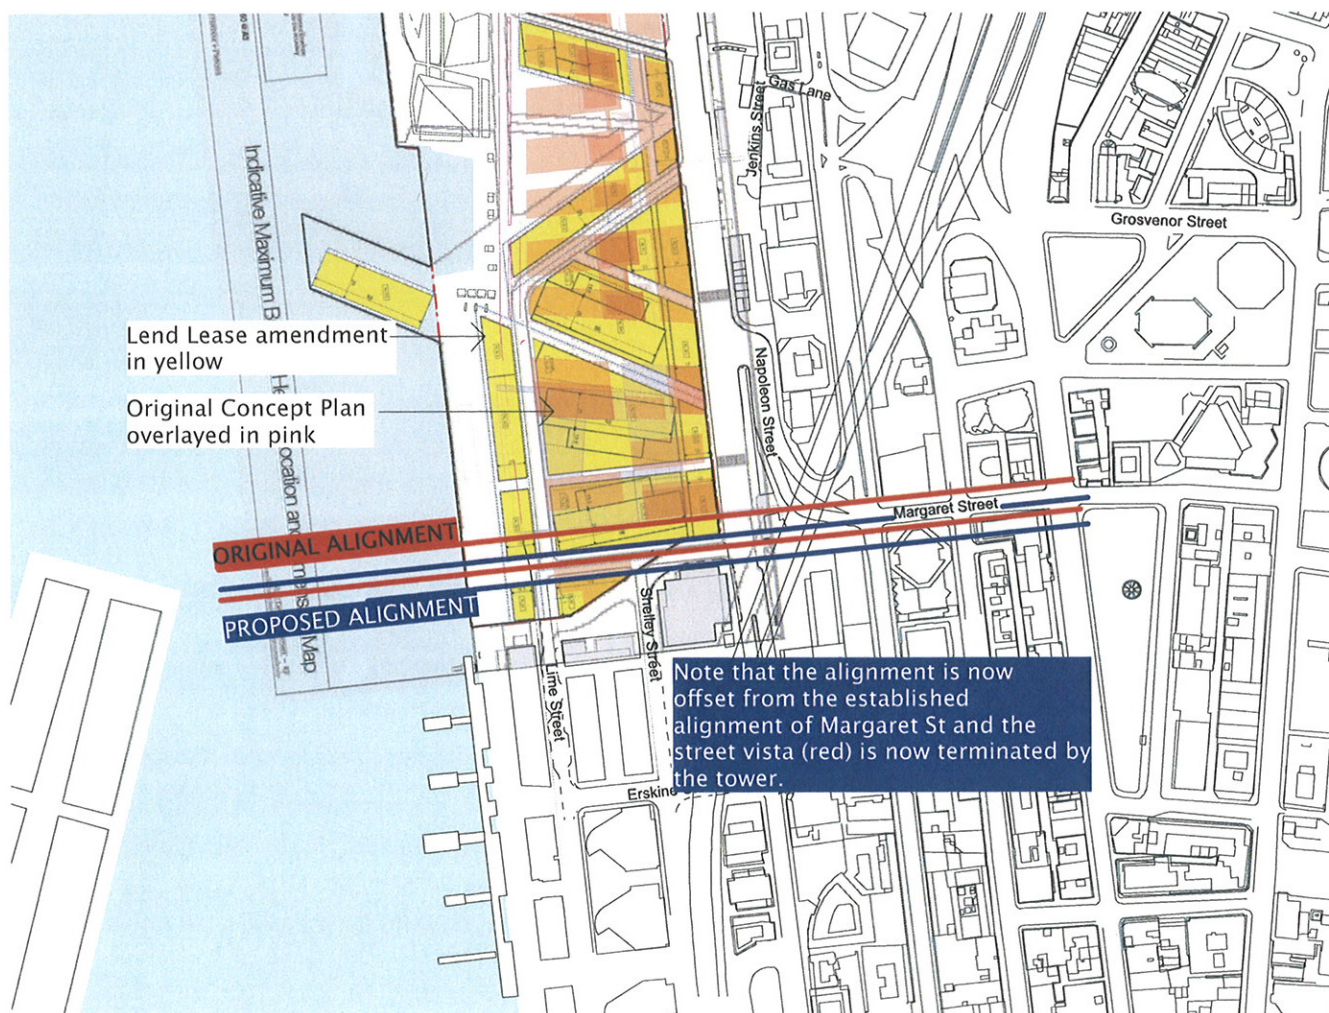 Gas Lane
Jenkins Street
Grosvenor Street
Indicative Maximum B
He
ocation an
Map
Lend Lease amendment
in yellow
Original Concept Plan
overlayed in pink
Napoleon Street
Margaret Street
ORIGINAL ALIGNMENT
PROPOSED ALIGNMENT
Shelley Street
Lime Street
Note that the alignment is now
offset from the established
alignment of Margaret St and the
street vista (red) is now terminated by
the tower.
Erskine